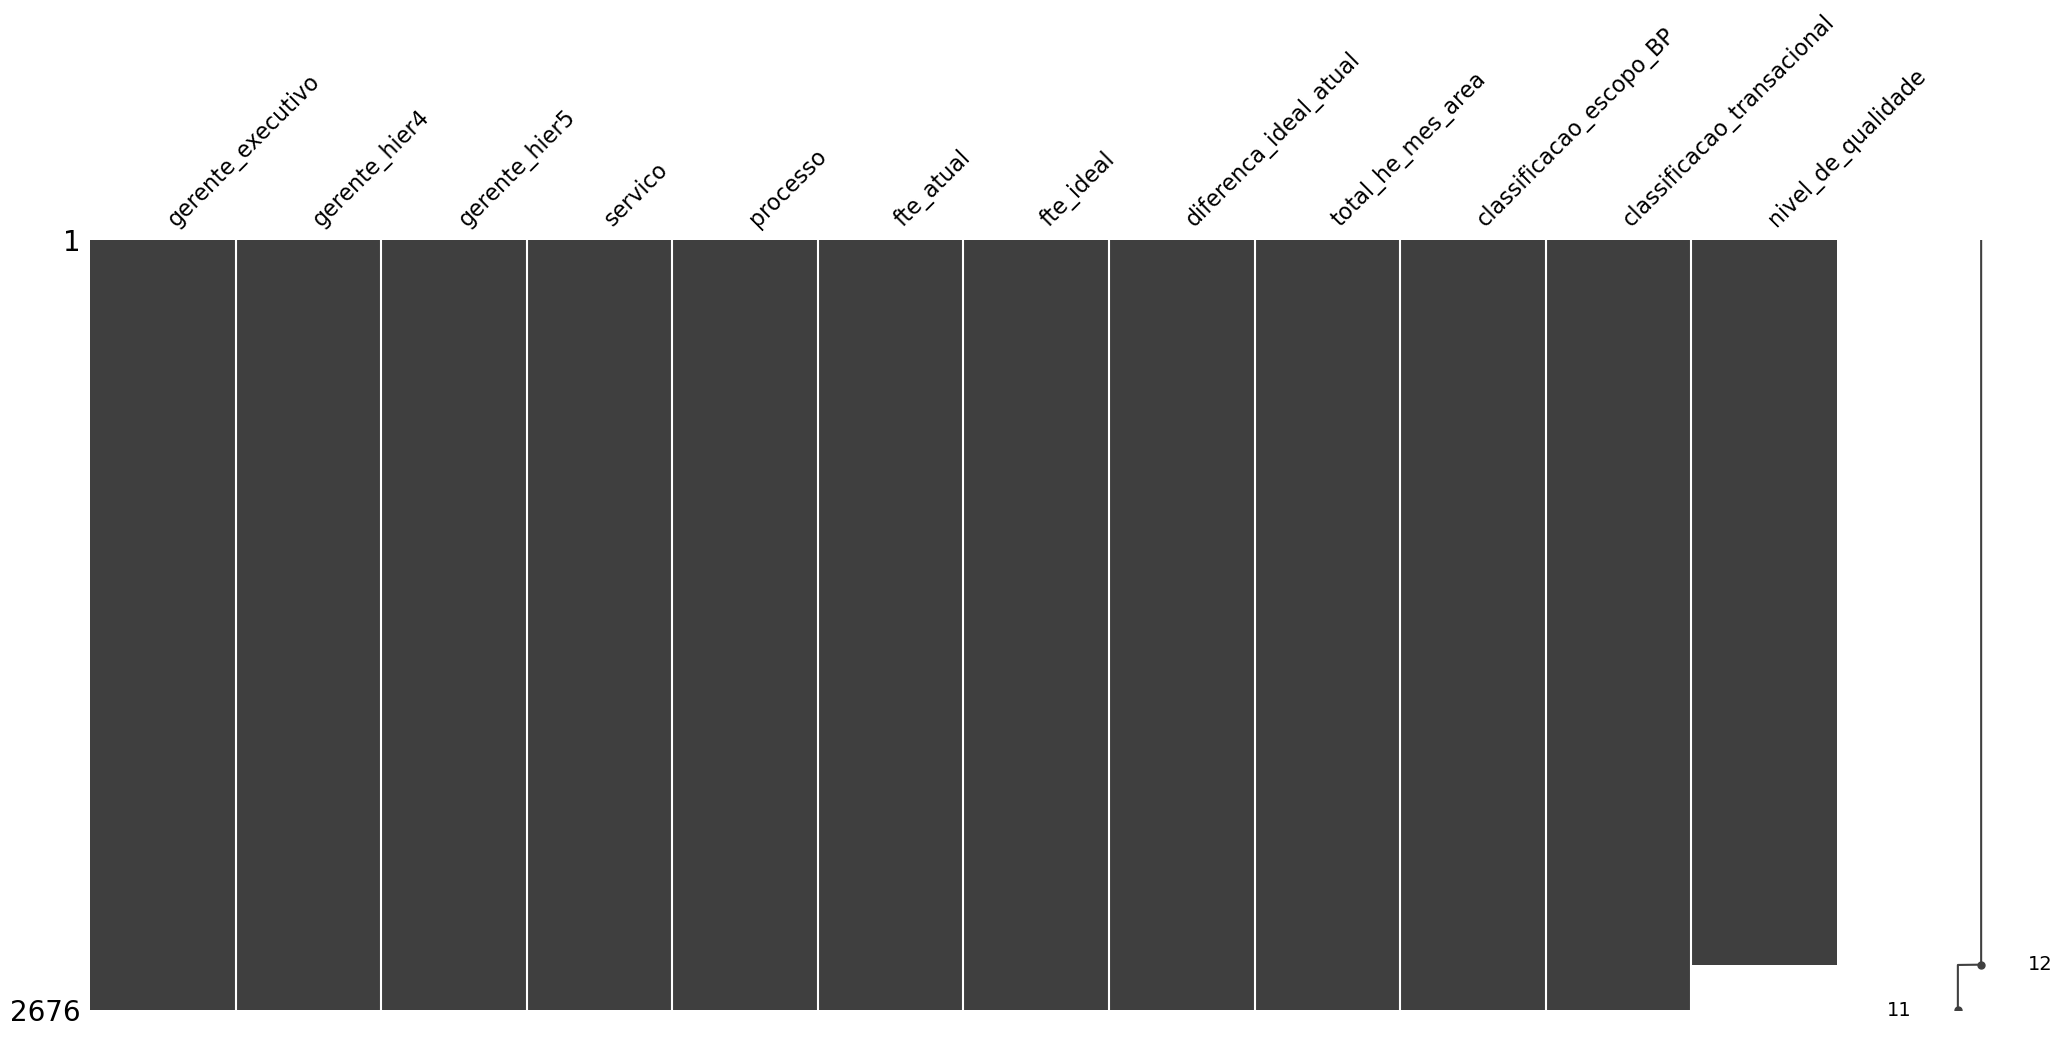 gerente_executivo
gerente_hier4
gerente_hier5
servico
processo
fte_atual
fte_ideal
diferenca_ideal_atual
total_he_mes_area
classificacao_escopo_BP
classificacao_transacional
nivel_de_qualidade
1
12
2676
11